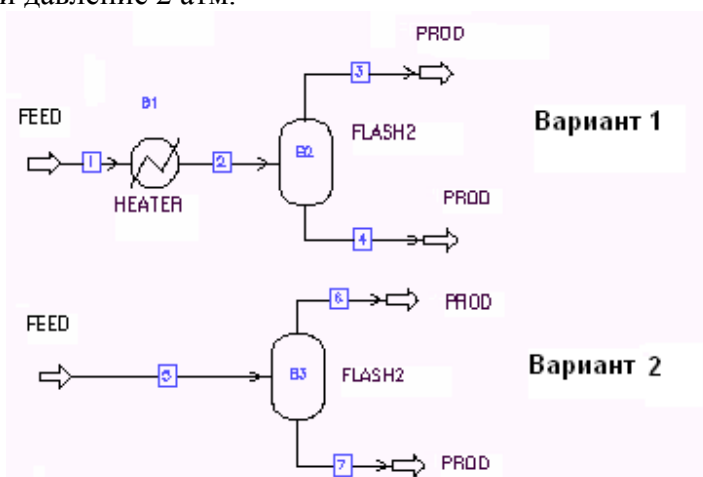 и давление 2 атм.
PROD
3
B1
FEED
FLASH2
Вариант 1
1
2
B2
HEATER
PROD
4
6
PROD
FEED
5
B3
FLASH2
Вариант 2
7
PROD